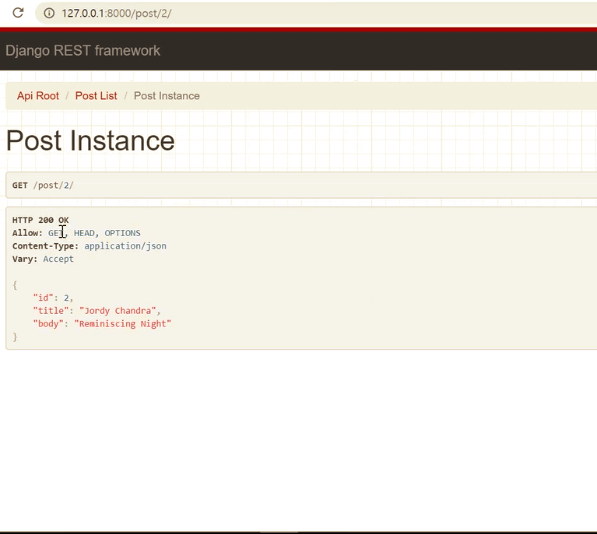 127.0.0.1:8000/post/2/
Django REST framework
Api Root / Post List / Post Instance
Post Instance
GET /post/2/
HTTP 200 OK
Allow: GET, HEAD, OPTIONS
Content-Type: application/json
Vary: Accept
{
"id": 2,
"title": "Jordy Chandra",
"body": "Reminiscing Night"
}